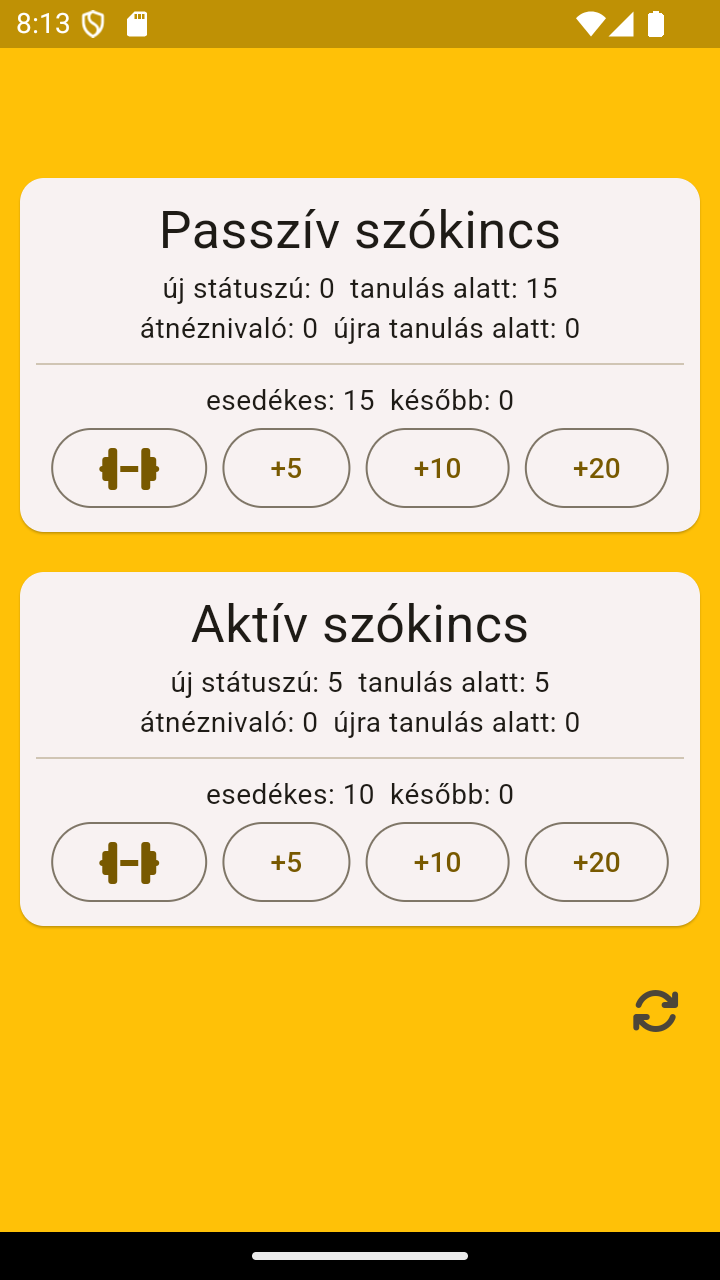 8:13
Passzív szókincs
új státuszú: 0 tanulás alatt: 15
átnéznivaló: 0 újra tanulás alatt: 0
esedékes: 15 később: 0
+5 +10 +20
Aktív szókincs
új státuszú: 5 tanulás alatt: 5
átnéznivaló: 0 újra tanulás alatt: 0
esedékes: 10 később: 0
+5 +10 +20